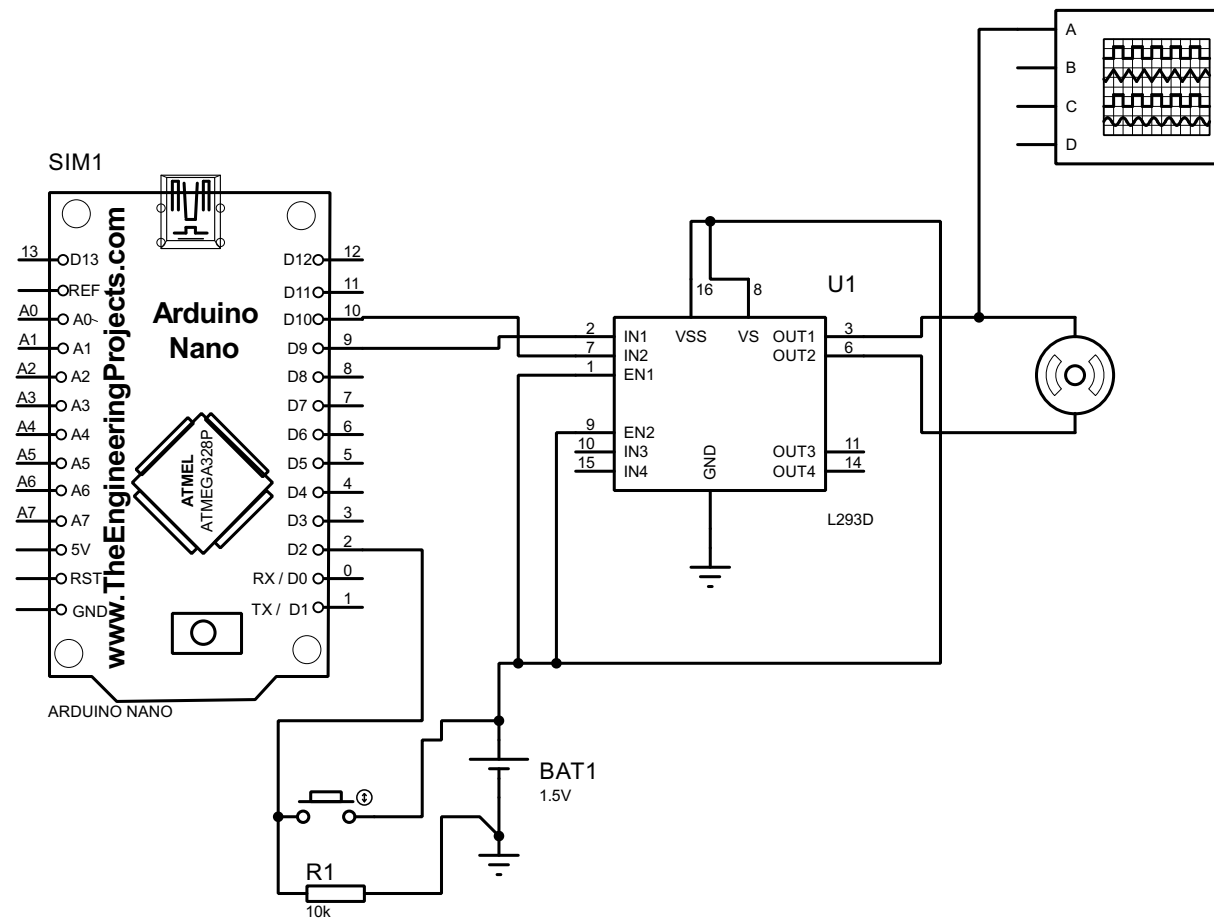 SIM1
www.TheEngineeringProjects.com
Arduino
Nano
ATMEL
ATMEGA328P
13
D13
REF
A0
A0~
A1
A1
A2
A2
A3
A3
A4
A4
A5
A5
A6
A6
A7
A7
5V
RST
GND
D12
12
D11
11
D10
10
D9
9
D8
8
D7
7
D6
6
D5
5
D4
4
D3
3
D2
2
RX / D0
0
TX / D1
1
ARDUINO NANO
U1
16
8
2
IN1
VSS
VS
OUT1
3
7
IN2
OUT2
6
1
EN1
9
EN2
10
IN3
OUT3
11
15
IN4
OUT4
14
GND
L293D
A
B
C
D
BAT1
1.5V
R1
10k